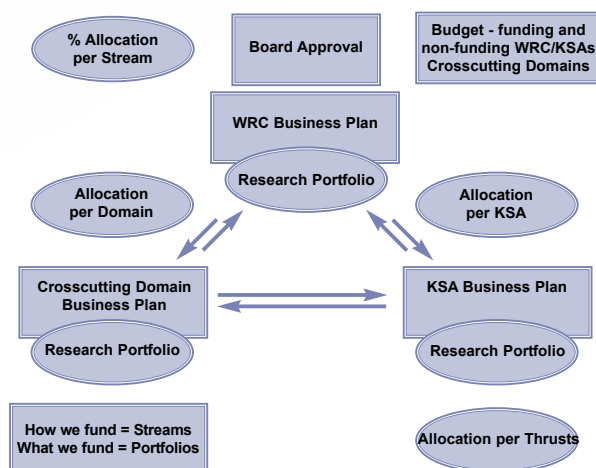 % Allocation
per Stream
Board Approval
Budget - funding and
non-funding WRC/KSAs
Crosscutting Domains
WRC Business Plan
Research Portfolio
Allocation
per Domain
Allocation
per KSA
Crosscutting Domain
Business Plan
Research Portfolio
KSA Business Plan
Research Portfolio
How we fund = Streams
What we fund = Portfolios
Allocation per Thrusts